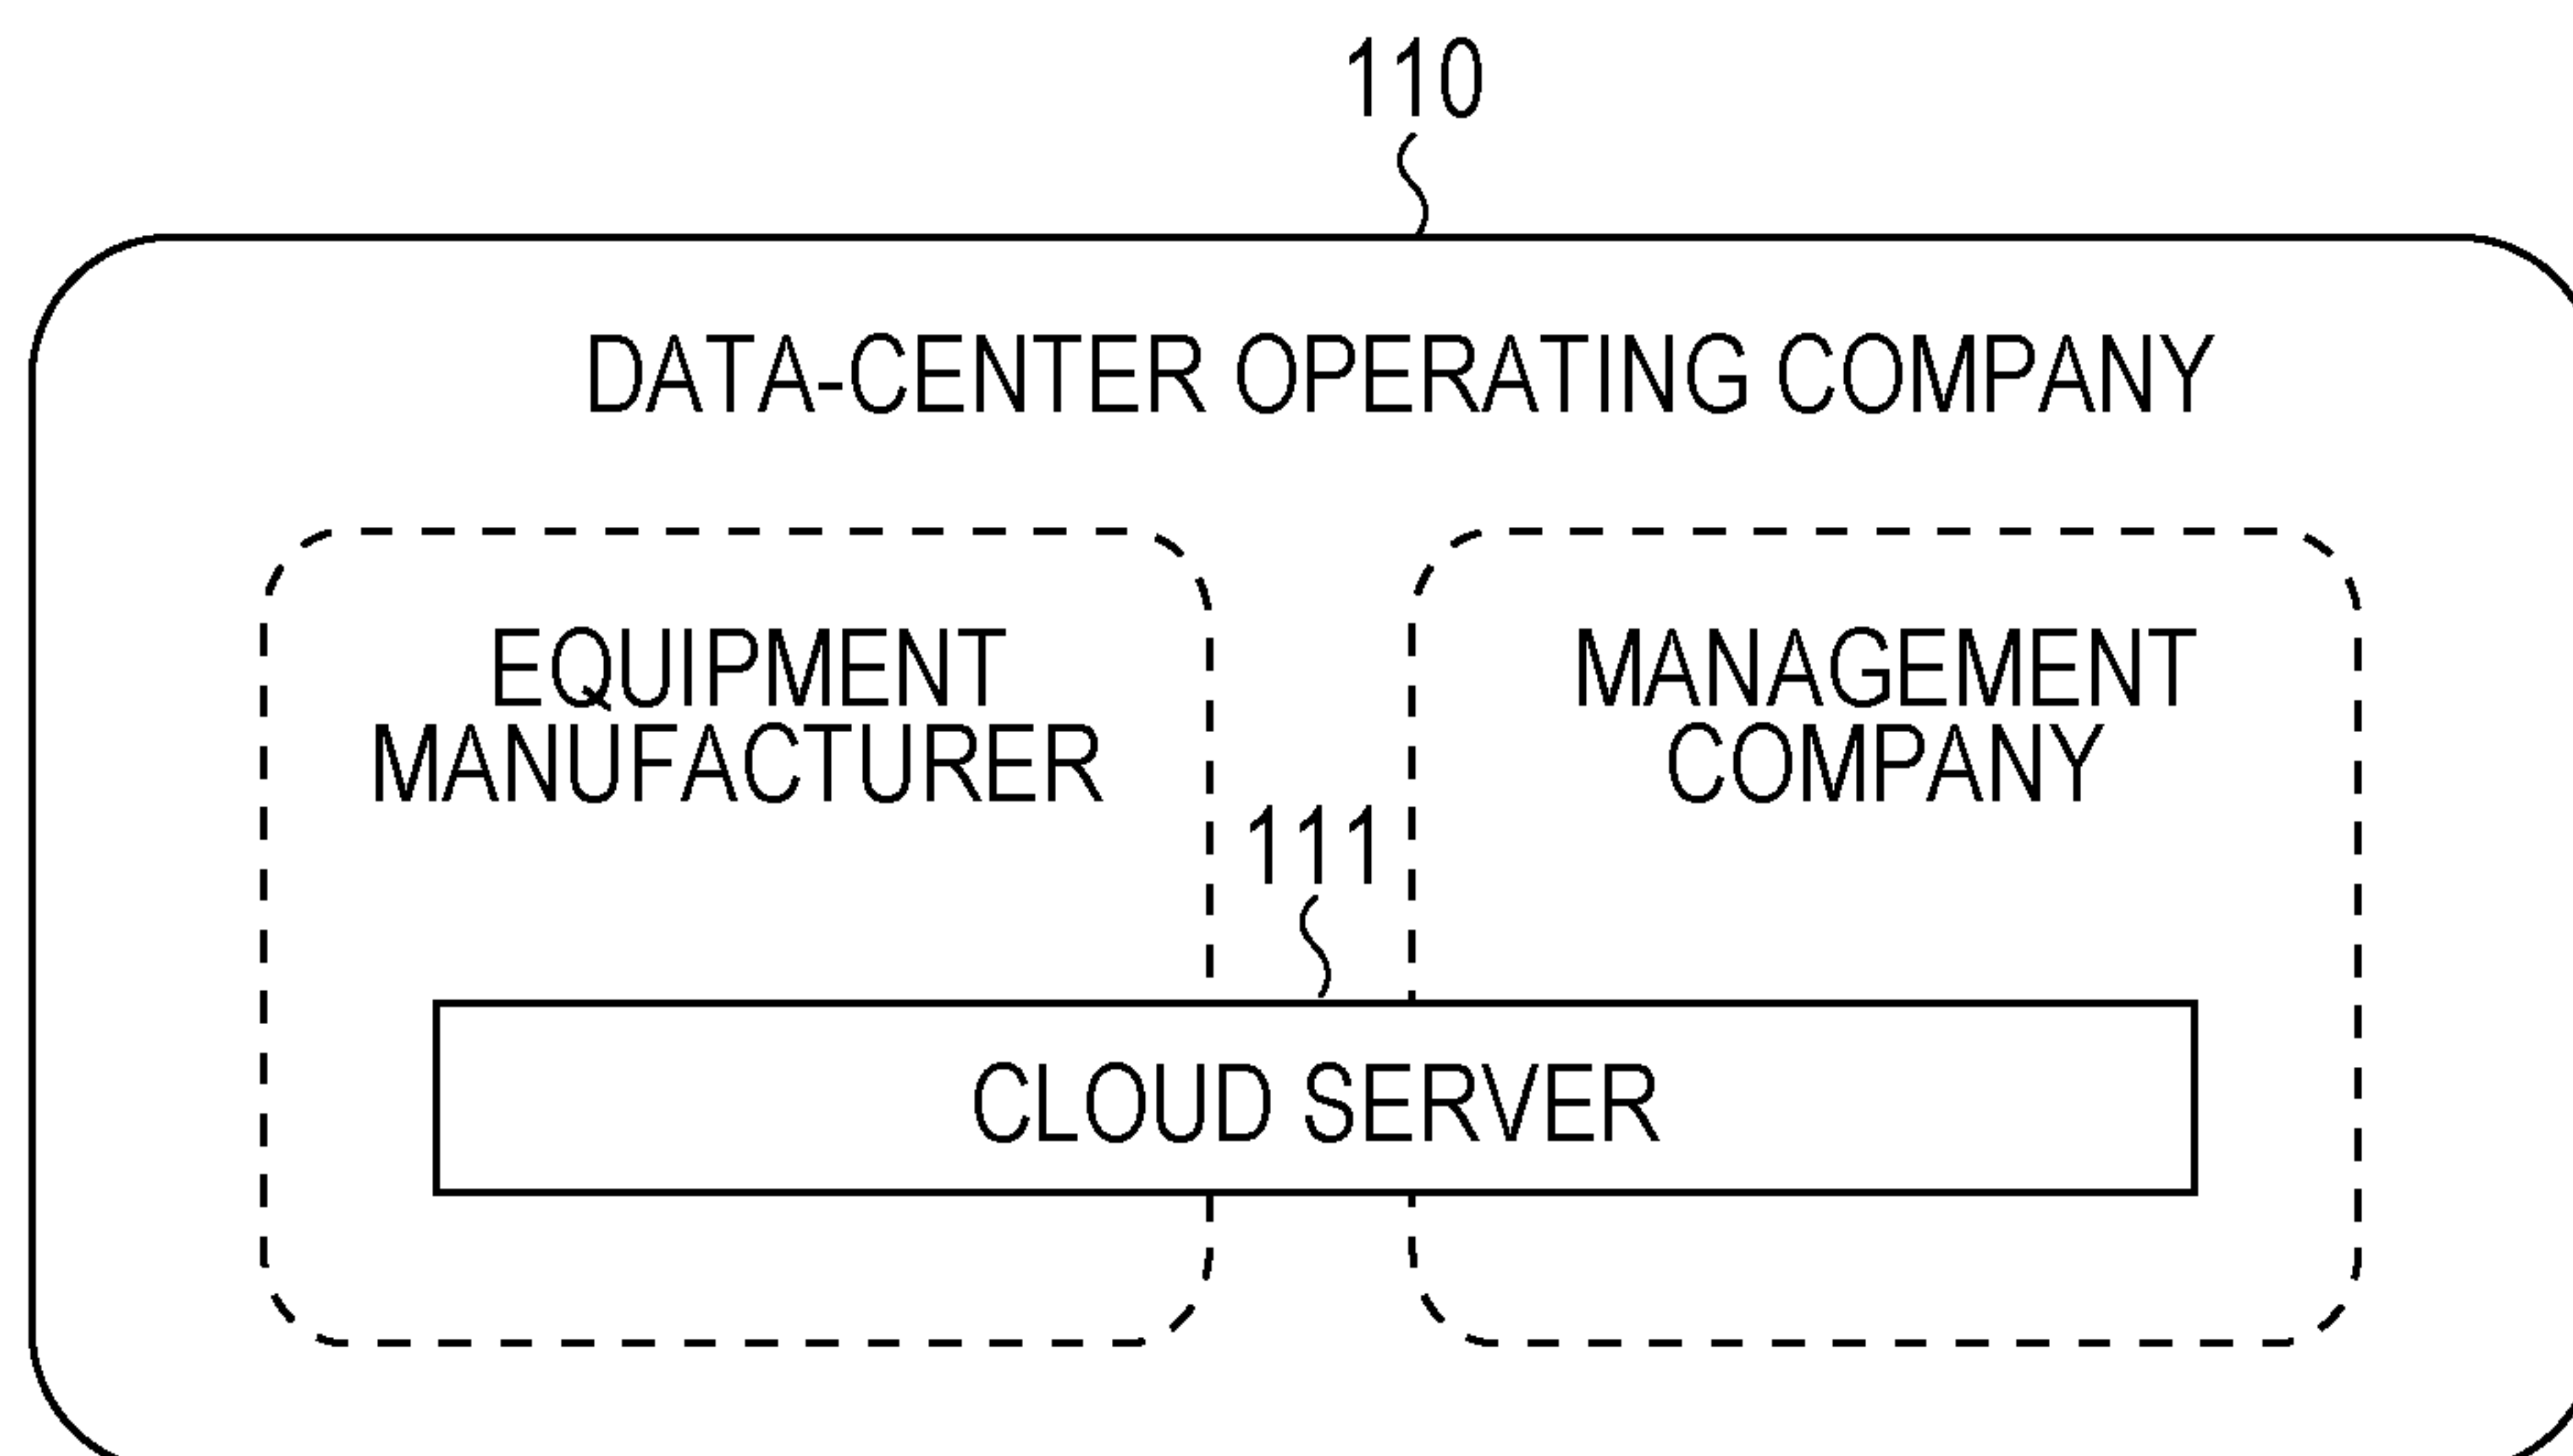 110
DATA-CENTER OPERATING COMPANY
EQUIPMENT
MANUFACTURER
MANAGEMENT
COMPANY
111
CLOUD SERVER